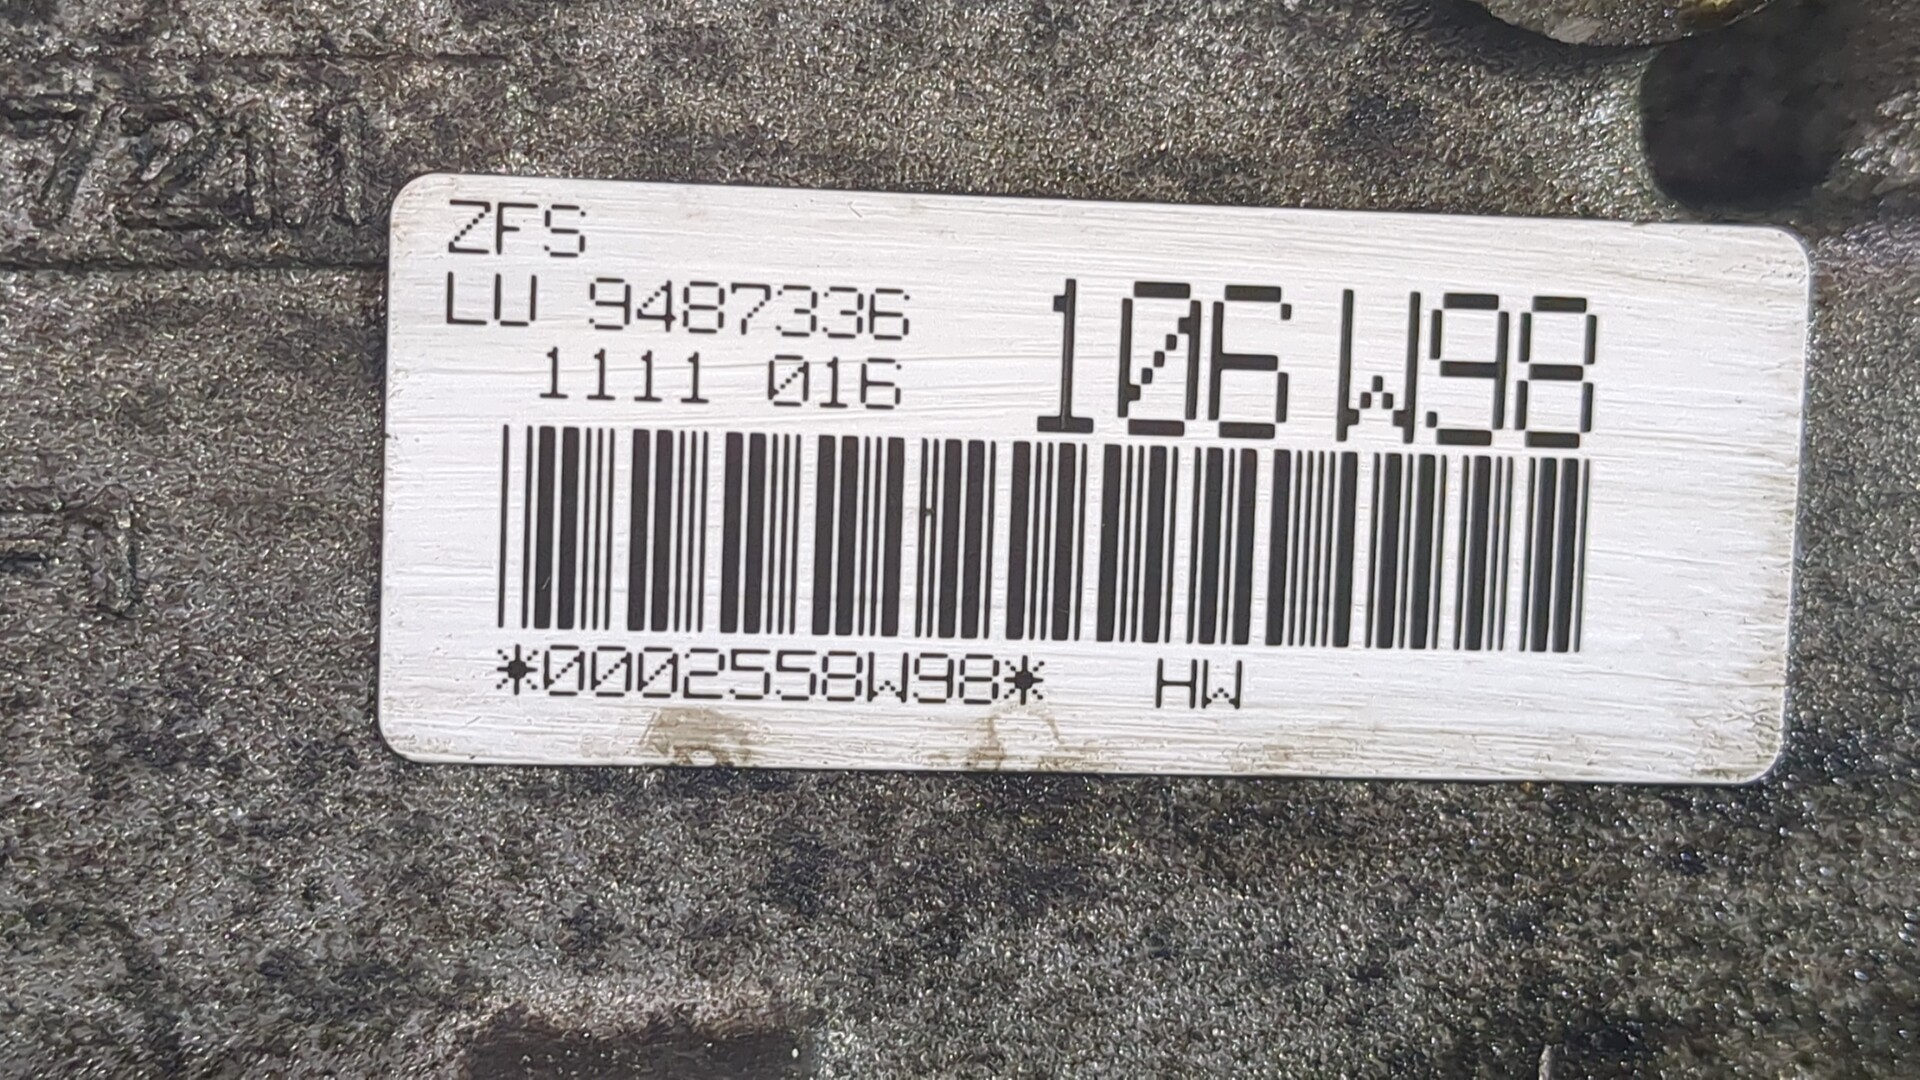 ZFS
LU 9487336
1111 016
106 W98
*0002558W98* HW